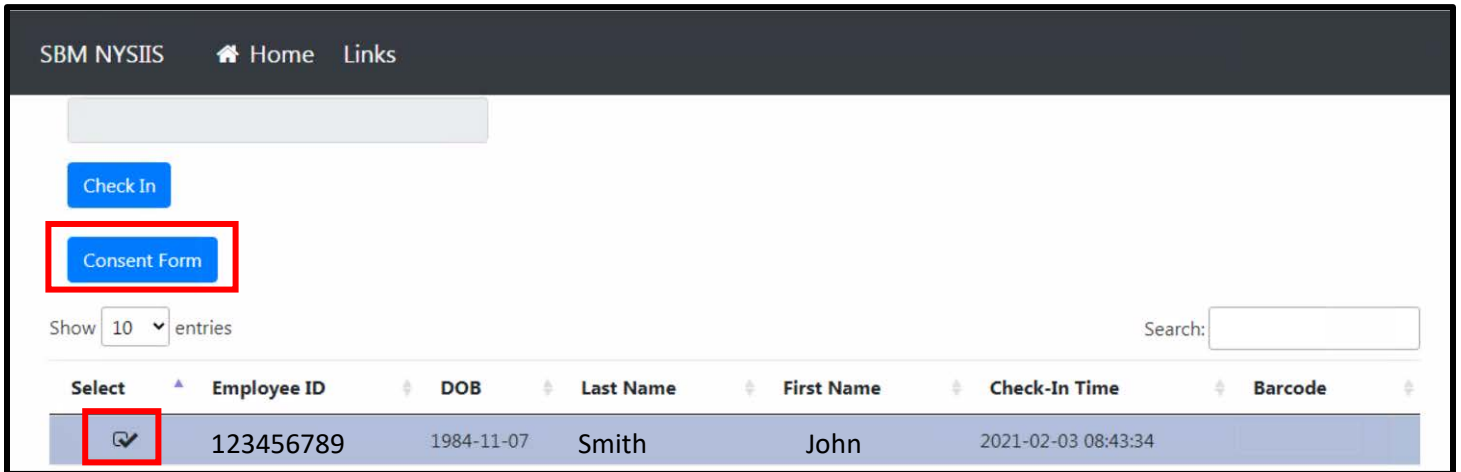 SBM NYSIIS Home Links
Check In
Consent Form
Show 10 entries Search:
Select Employee ID DOB Last Name First Name Check-In Time Barcode
123456789 1984-11-07 Smith John 2021-02-03 08:43:34